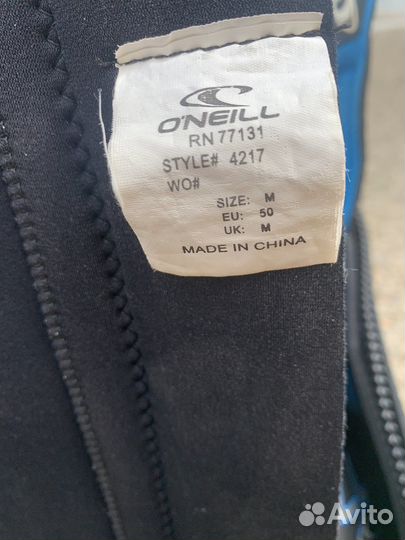 O'NEILL
RN 77131
STYLE# 4217
WO#
SIZE: M
EU: 50
UK: M
MADE IN CHINA
Avito